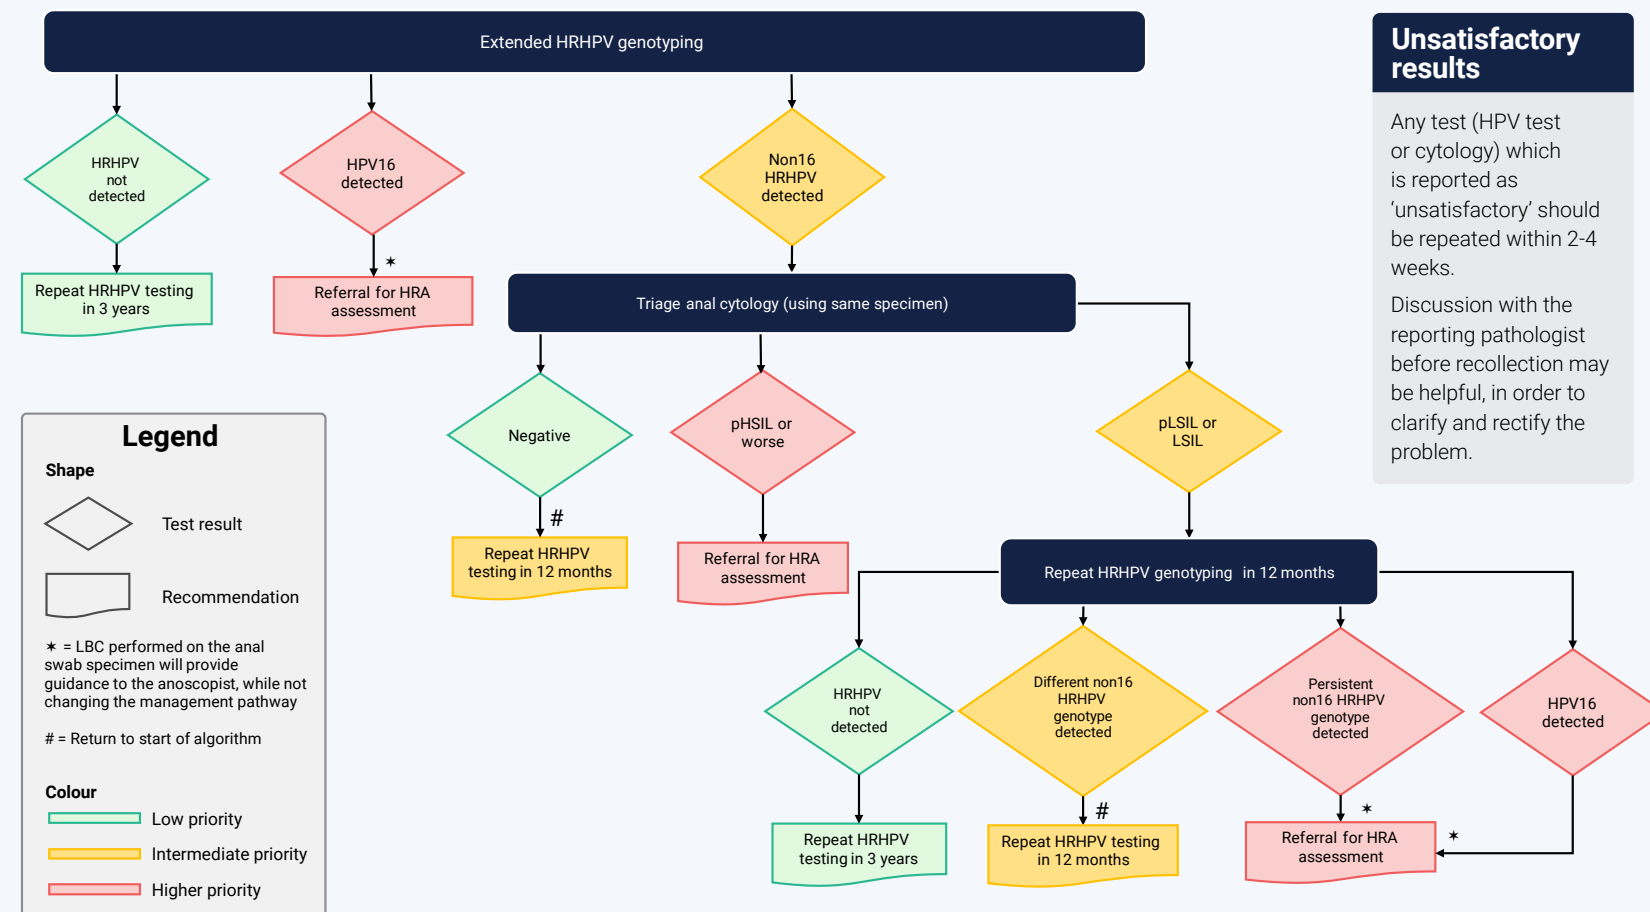 Extended HRHPV genotyping
HRHPV
not
detected
HPV16
detected
Non16
HRHPV
detected
Repeat HRHPV testing
in 3 years
✶
Referral for HRA
assessment
Triage anal cytology (using same specimen)
Negative
pHSIL or
worse
pLSIL or
LSIL
#
Repeat HRHPV
testing in 12 months
Referral for HRA
assessment
Repeat HRHPV genotyping in 12 months
HRHPV
not
detected
Different non16
HRHPV
genotype
detected
Persistent
non16 HRHPV
genotype
detected
HPV16
detected
Repeat HRHPV
testing in 3 years
#
Repeat HRHPV testing
in 12 months
✶
✶
Referral for HRA
assessment
Unsatisfactory
results
Any test (HPV test
or cytology) which
is reported as
‘unsatisfactory’ should
be repeated within 2-4
weeks.
Discussion with the
reporting pathologist
before recollection may
be helpful, in order to
clarify and rectify the
problem.
Legend
Shape
Test result
Recommendation
✶ = LBC performed on the anal
swab specimen will provide
guidance to the anoscopist, while not
changing the management pathway
# = Return to start of algorithm
Colour
Low priority
Intermediate priority
Higher priority